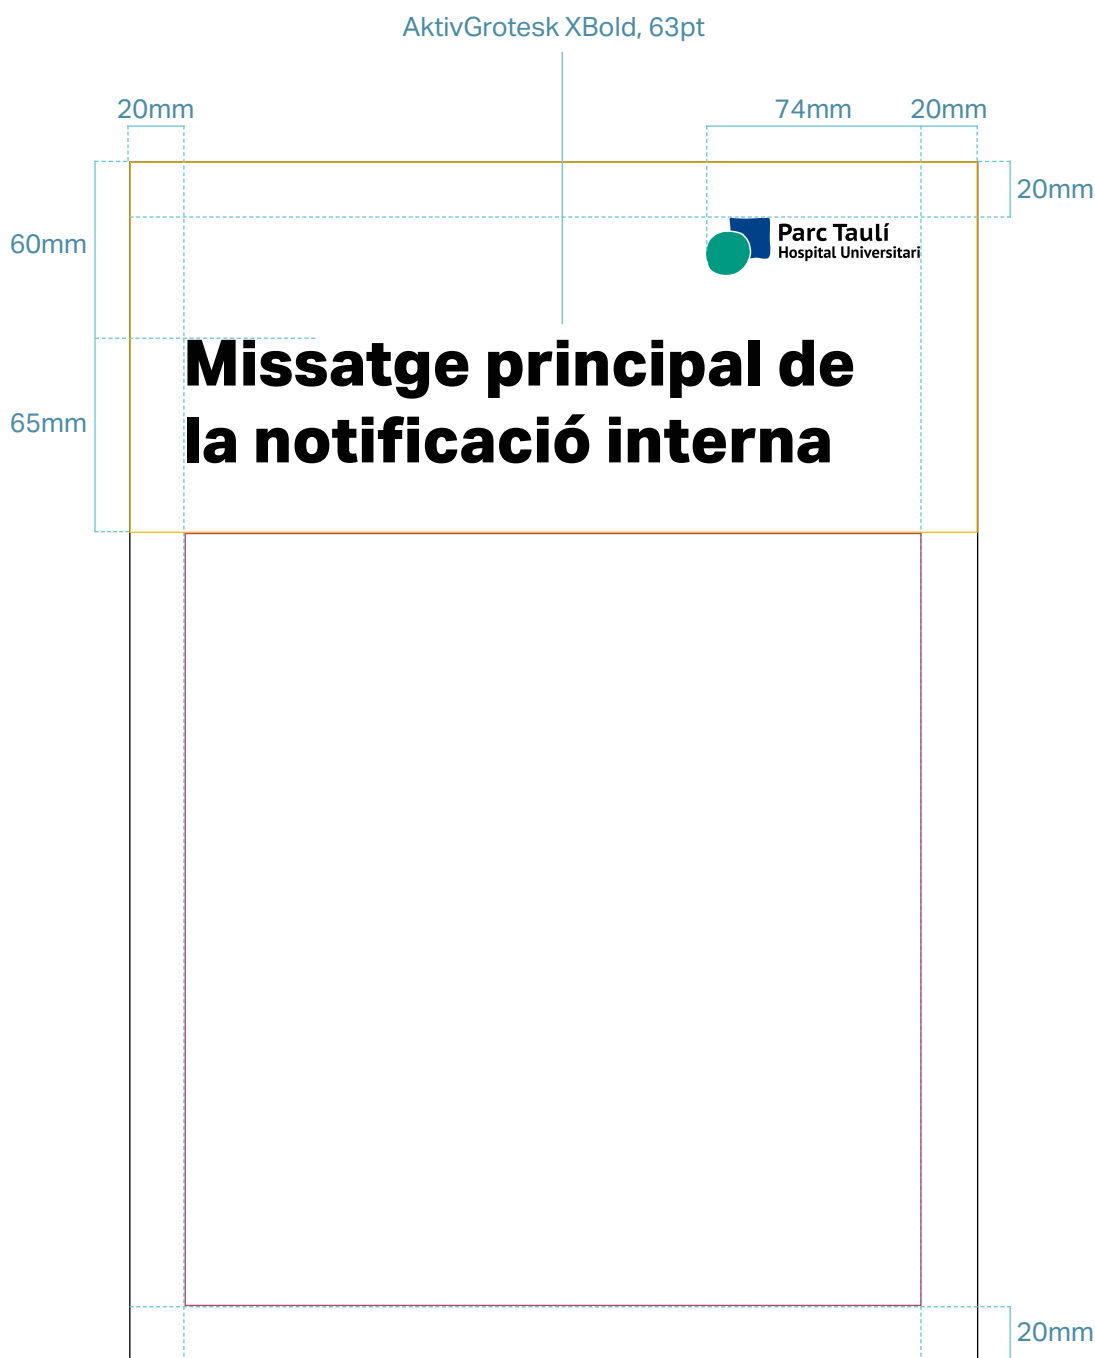 AktivGrotesk XBold, 63pt
20mm
74mm
20mm
20mm
60mm
Parc Taulí
Hospital Universitari
Missatge principal de
la notificació interna
65mm
20mm